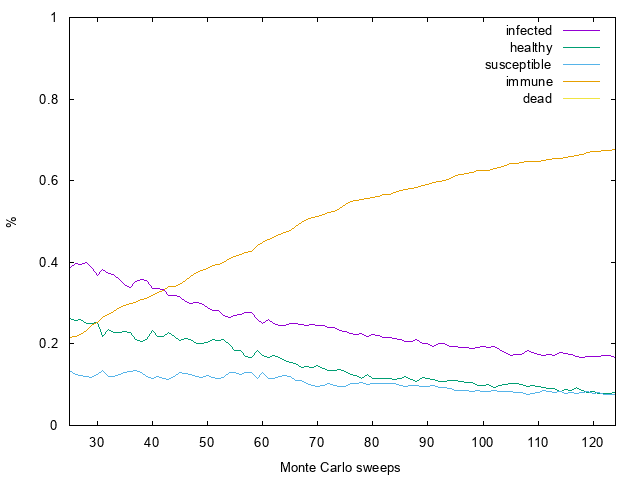 1
infected
healthy
susceptible
immune
dead
0.8
0.6
%
0.4
0.2
0
30 40 50 60 70 80 90 100 110 120
Monte Carlo sweeps